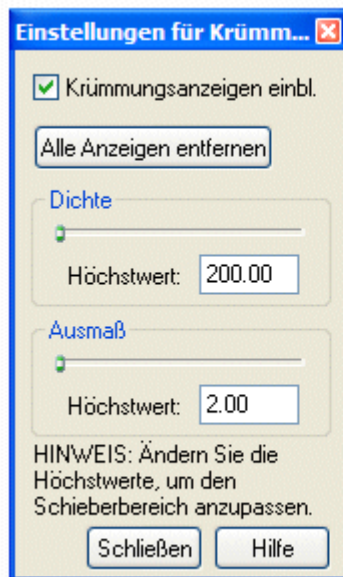 Einstellungen für Krümm...
Krümmungsanzeigen einbl.
Alle Anzeigen entfernen
Dichte
Höchstwert: 200.00
Ausmaß
Höchstwert: 2.00
HINWEIS: Ändern Sie die
Höchstwerte, um den
Schieberbereich anzupassen.
Schließen Hilfe